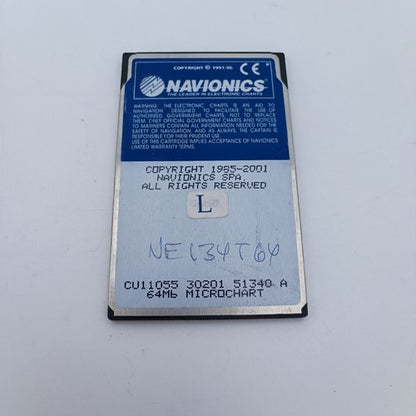 COPYRIGHT © 1991-96 CE
NAVIONICS
THE LEADER IN ELECTRONIC CHARTS
WARNING: THE ELECTRONIC CHARTS IS AN AID TO
NAVIGATION DESIGNED TO FACILITATE THE USE OF
AUTHORIZED GOVERNMENT CHARTS, NOT TO REPLACE
THEM. ONLY OFFICIAL GOVERNMENT CHARTS AND NOTICES
TO MARINERS CONTAIN ALL INFORMATION NEEDED FOR THE
SAFETY OF NAVIGATION, AND AS ALWAYS, THE CAPTAIN IS
RESPONSIBLE FOR THEIR PRUDENT USE.
USE OF THIS CARTRIDGE IMPLIES ACCEPTANCE OF NAVIONICS
LIMITED WARRANTY TERMS.
COPYRIGHT 1985-2001
NAVIONICS SPA.
ALL RIGHTS RESERVED
L
NE134T64
CU11055 30201 51340 A
64Mb MICROCHART